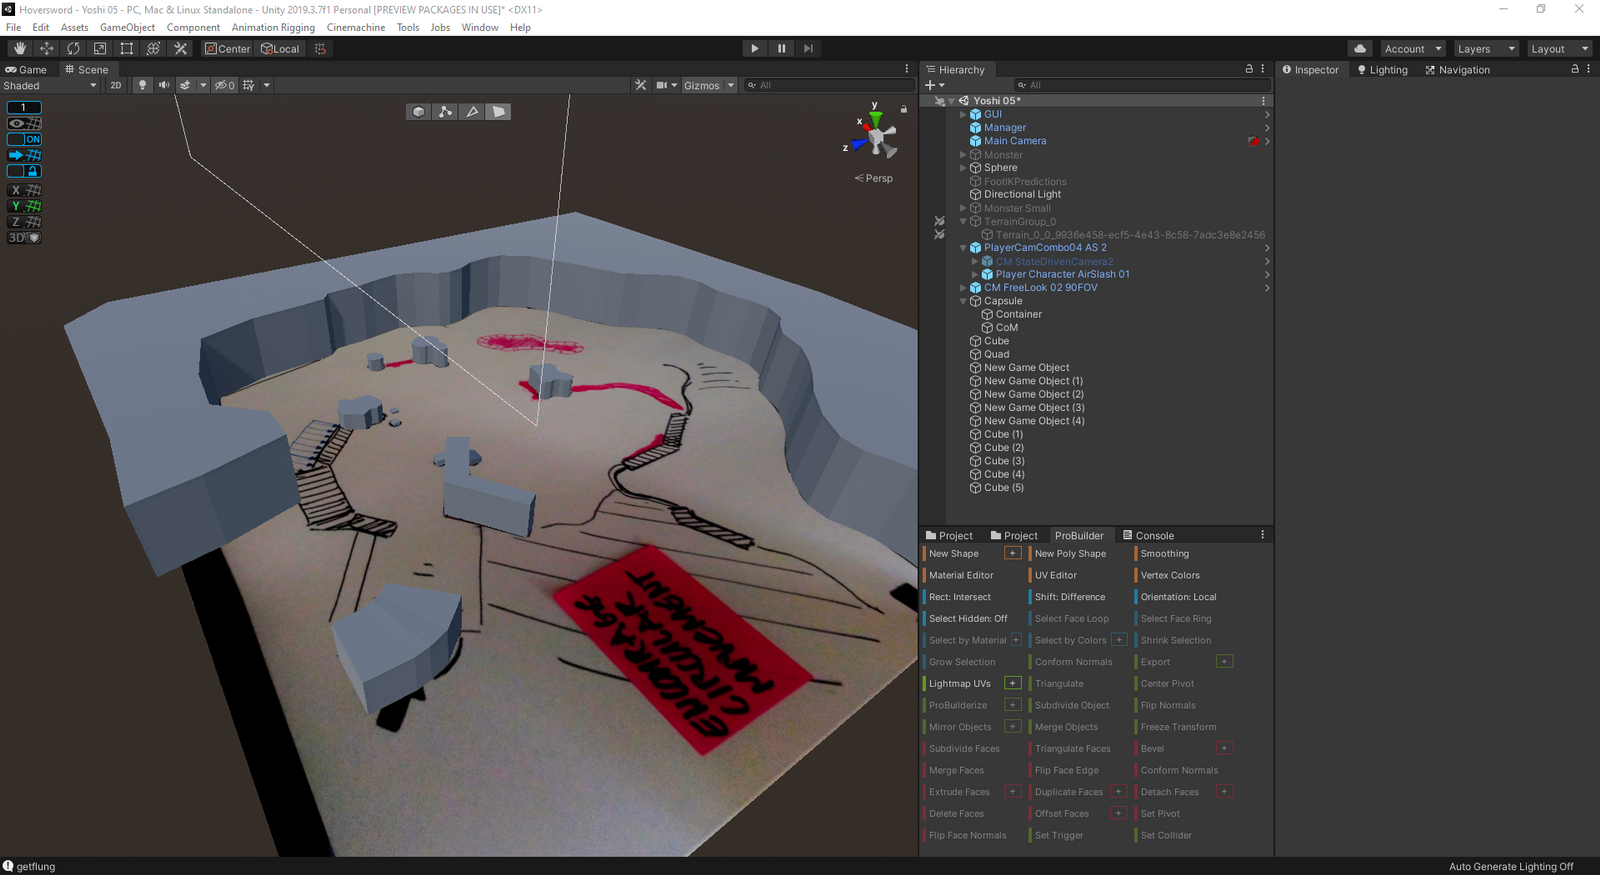 Hoversword - Yoshi 05 - PC, Mac & Linux Standalone - Unity 2019.3.7f1 Personal [PREVIEW PACKAGES IN USE]* <DX11>
File Edit Assets GameObject Component Animation Rigging Cinemachine Tools Jobs Window Help
Center Local Account Layers Layout
Game Scene
Shaded 2D 0 Gizmos All
1
ON
X
Y
Z
3D
y
x
z
Persp
ENCOURAGE
CIRCULAR
MOVEMENT
Hierarchy
All
Yoshi 05*
GUI
Manager
Main Camera
Monster
Sphere
FootIKPredictions
Directional Light
Monster Small
TerrainGroup_0
Terrain_0_0_9936e458-ecf5-4e43-8c58-7adc3e8e2456
PlayerCamCombo04 AS 2
CM StateDrivenCamera2
Player Character AirSlash 01
CM FreeLook 02 90FOV
Capsule
Container
CoM
Cube
Quad
New Game Object
New Game Object (1)
New Game Object (2)
New Game Object (3)
New Game Object (4)
Cube (1)
Cube (2)
Cube (3)
Cube (4)
Cube (5)
Inspector Lighting Navigation
Project Project ProBuilder Console
New Shape + New Poly Shape Smoothing
Material Editor UV Editor Vertex Colors
Rect: Intersect Shift: Difference Orientation: Local
Select Hidden: Off Select Face Loop Select Face Ring
Select by Material + Select by Colors + Shrink Selection
Grow Selection Conform Normals Export +
Lightmap UVs + Triangulate Center Pivot
ProBuilderize + Subdivide Object Flip Normals
Mirror Objects + Merge Objects Freeze Transform
Subdivide Faces Triangulate Faces Bevel +
Merge Faces Flip Face Edge Conform Normals
Extrude Faces + Duplicate Faces + Detach Faces +
Delete Faces Offset Faces + Set Pivot
Flip Face Normals Set Trigger Set Collider
getflung
Auto Generate Lighting Off